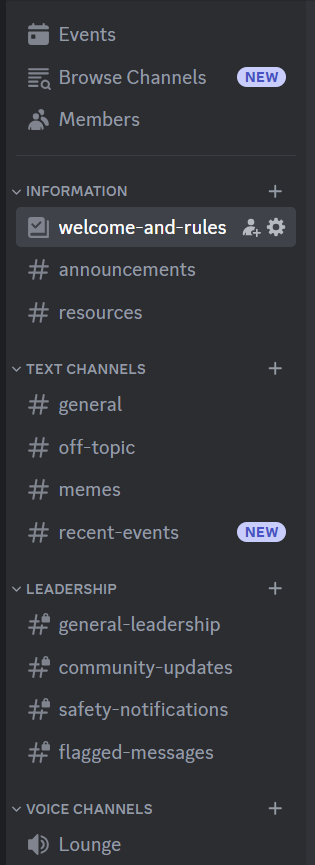 Events
Browse Channels NEW
Members
INFORMATION
welcome-and-rules
announcements
resources
TEXT CHANNELS
general
off-topic
memes
recent-events NEW
LEADERSHIP
general-leadership
community-updates
safety-notifications
flagged-messages
VOICE CHANNELS
Lounge